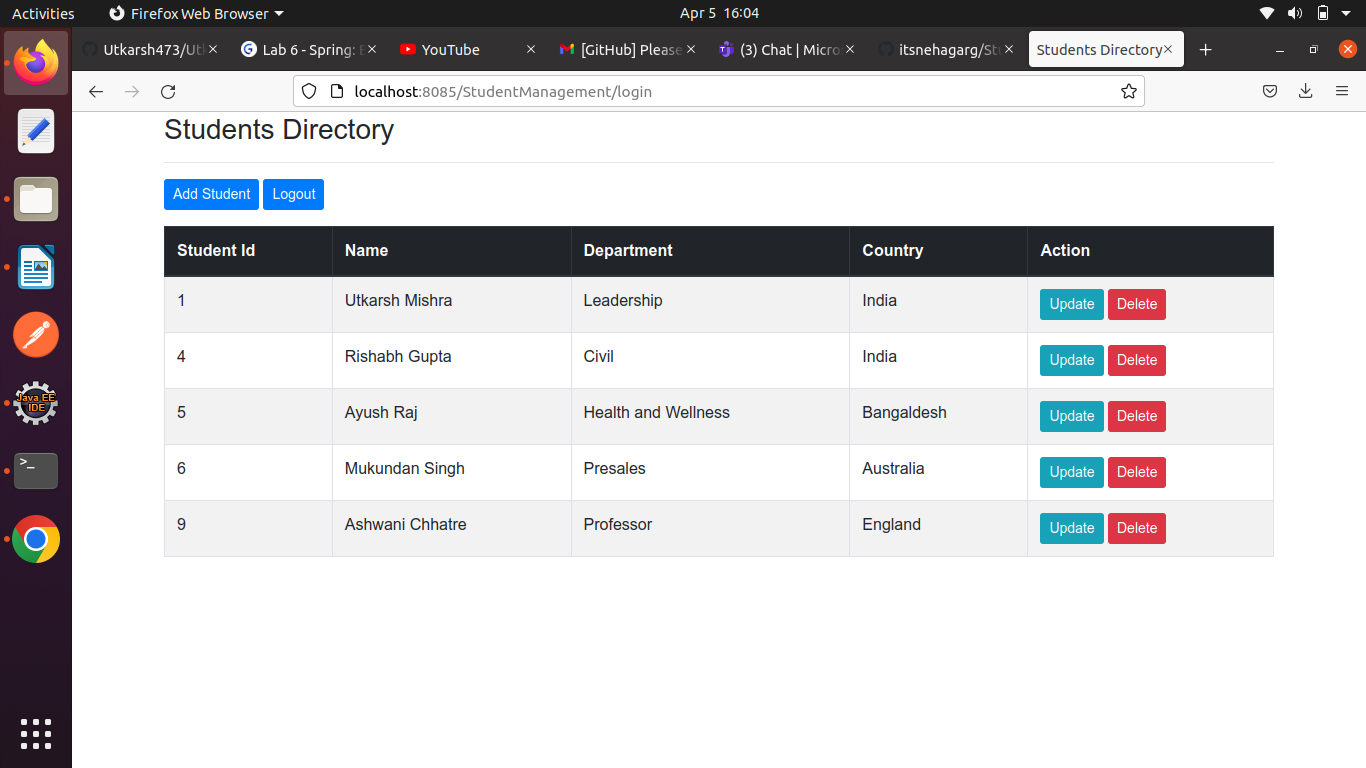 Activities Firefox Web Browser Apr 5 16:04
Utkarsh473/Ut Lab 6 - Spring: YouTube [GitHub] Please (3) Chat | Micro itsnehagarg/St Students Directory
localhost:8085/StudentManagement/login
Students Directory
Add Student Logout
Student Id Name Department Country Action
1 Utkarsh Mishra Leadership India Update Delete
4 Rishabh Gupta Civil India Update Delete
5 Ayush Raj Health and Wellness Bangaldesh Update Delete
6 Mukundan Singh Presales Australia Update Delete
9 Ashwani Chhatre Professor England Update Delete
Java EE
IDE
>_